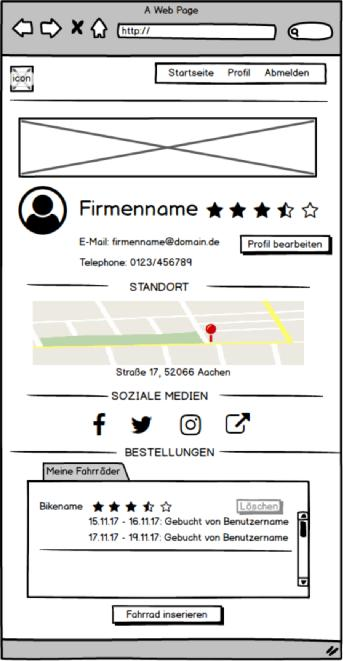 A Web Page
http://
icon
Startseite Profil Abmelden
Firmenname
E-Mail: firmenname@domain.de
Profil bearbeiten
Telephone: 0123/456789
STANDORT
Straße 17, 52066 Aachen
SOZIALE MEDIEN
BESTELLUNGEN
Meine Fahrräder
Bikename
Löschen
15.11.17 - 16.11.17: Gebucht von Benutzername
17.11.17 - 19.11.17: Gebucht von Benutzername
Fahrrad inserieren